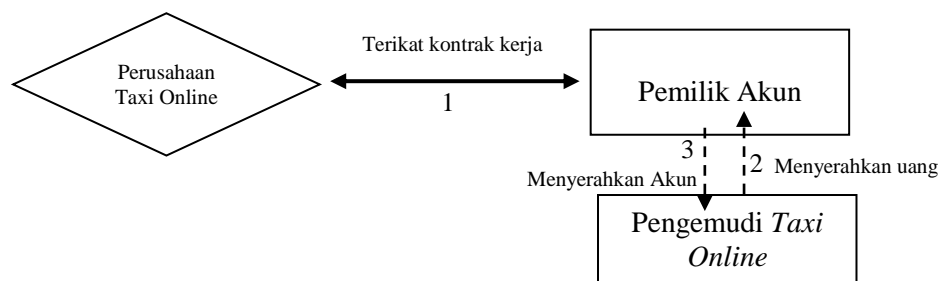 Terikat kontrak kerja
Perusahaan
Taxi Online
1
Pemilik Akun
3
2
Menyerahkan uang
Menyerahkan Akun
Pengemudi Taxi
Online